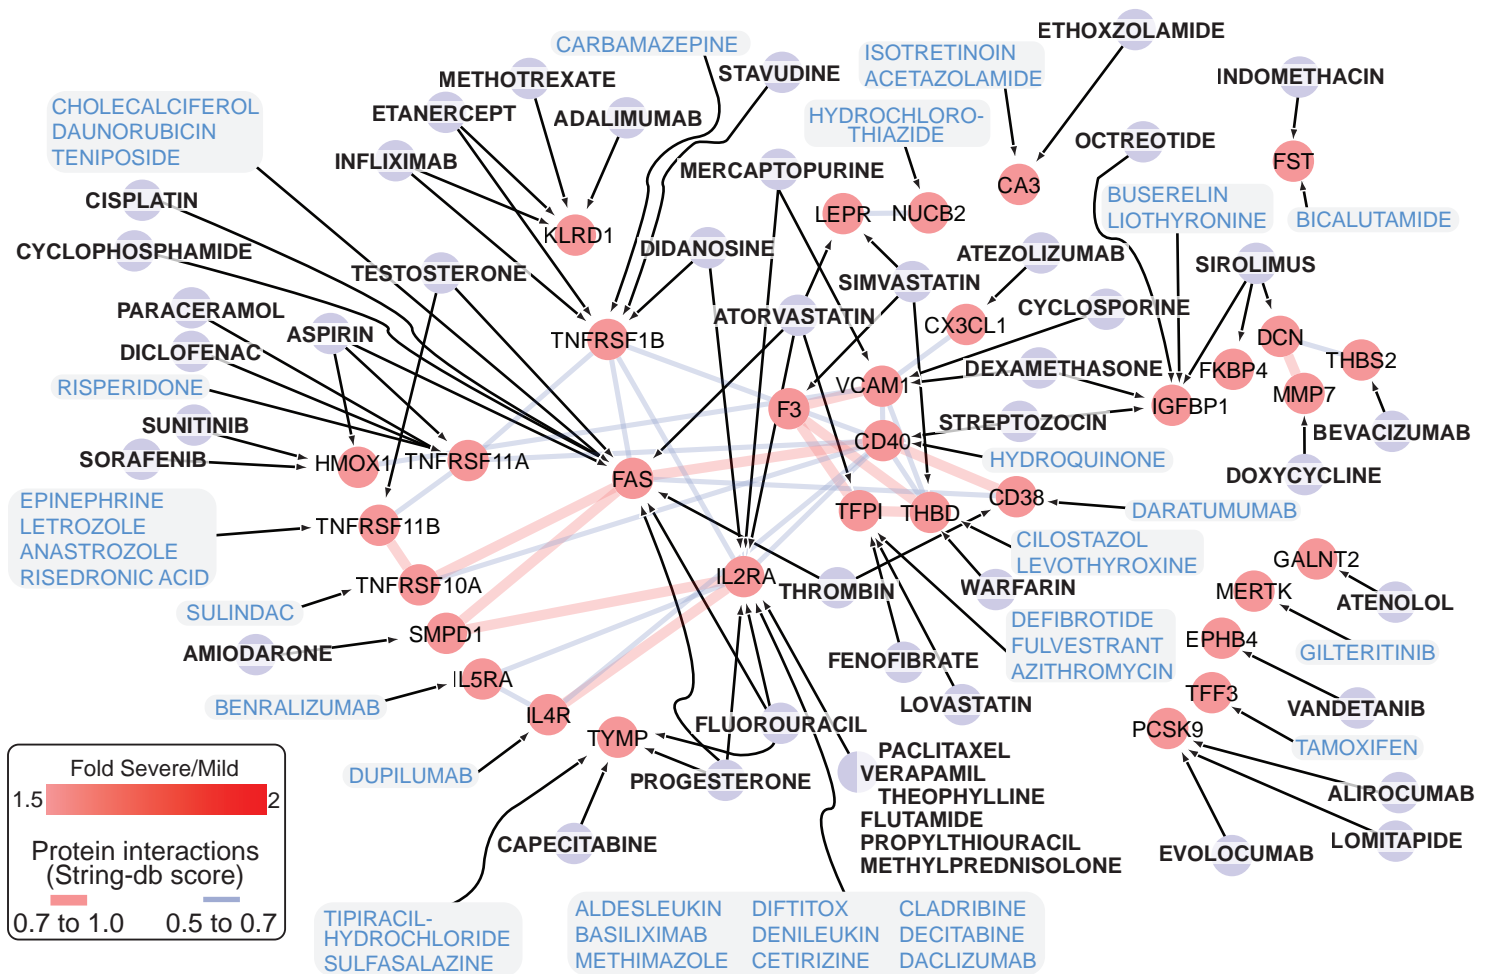 ETHOXZOLAMIDE
CARBAMAZEPINE
ISOTRETINOIN
ACETAZOLAMIDE
STAVUDINE
METHOTREXATE
INDOMETHACIN
CHOLECALCIFEROL
DAUNORUBICIN
TENIPOSIDE
ETANERCEPT
ADALIMUMAB
HYDROCHLORO-
THIAZIDE
OCTREOTIDE
INFLIXIMAB
MERCAPTOPURINE
FST
CA3
CISPLATIN
BUSERELIN
LIOTHYRONINE
LEPR
NUCB2
BICALUTAMIDE
KLRD1
CYCLOPHOSPHAMIDE
DIDANOSINE
ATEZOLIZUMAB
SIROLIMUS
TESTOSTERONE
SIMVASTATIN
PARACERAMOL
ASPIRIN
ATORVASTATIN
CYCLOSPORINE
CX3CL1
TNFRSF1B
DCN
DICLOFENAC
THBS2
FKBP4
DEXAMETHASONE
RISPERIDONE
VCAM1
MMP7
F3
IGFBP1
SUNITINIB
STREPTOZOCIN
BEVACIZUMAB
CD40
SORAFENIB
HMOX1
TNFRSF11A
HYDROQUINONE
DOXYCYCLINE
FAS
CD38
EPINEPHRINE
LETROZOLE
ANASTROZOLE
RISEDRONIC ACID
TNFRSF11B
TFPI
THBD
DARATUMUMAB
CILOSTAZOL
LEVOTHYROXINE
GALNT2
IL2RA
TNFRSF10A
THROMBIN
WARFARIN
MERTK
ATENOLOL
SULINDAC
DEFIBROTIDE
FULVESTRANT
AZITHROMYCIN
SMPD1
EPHB4
AMIODARONE
FENOFIBRATE
GILTERITINIB
IL5RA
TFF3
BENRALIZUMAB
LOVASTATIN
VANDETANIB
IL4R
FLUOROURACIL
PCSK9
TYMP
TAMOXIFEN
DUPILUMAB
PROGESTERONE
PACLITAXEL
VERAPAMIL
THEOPHYLLINE
FLUTAMIDE
PROPYLTHIOURACIL
METHYLPREDNISOLONE
ALIROCUMAB
CAPECITABINE
EVOLOCUMAB
LOMITAPIDE
Fold Severe/Mild
1.5 2
Protein interactions
(String-db score)
0.7 to 1.0 0.5 to 0.7
TIPIRACIL-
HYDROCHLORIDE
SULFASALAZINE
ALDESLEUKIN DIFTITOX CLADRIBINE
BASILIXIMAB DENILEUKIN DECITABINE
METHIMAZOLE CETIRIZINE DACLIZUMAB